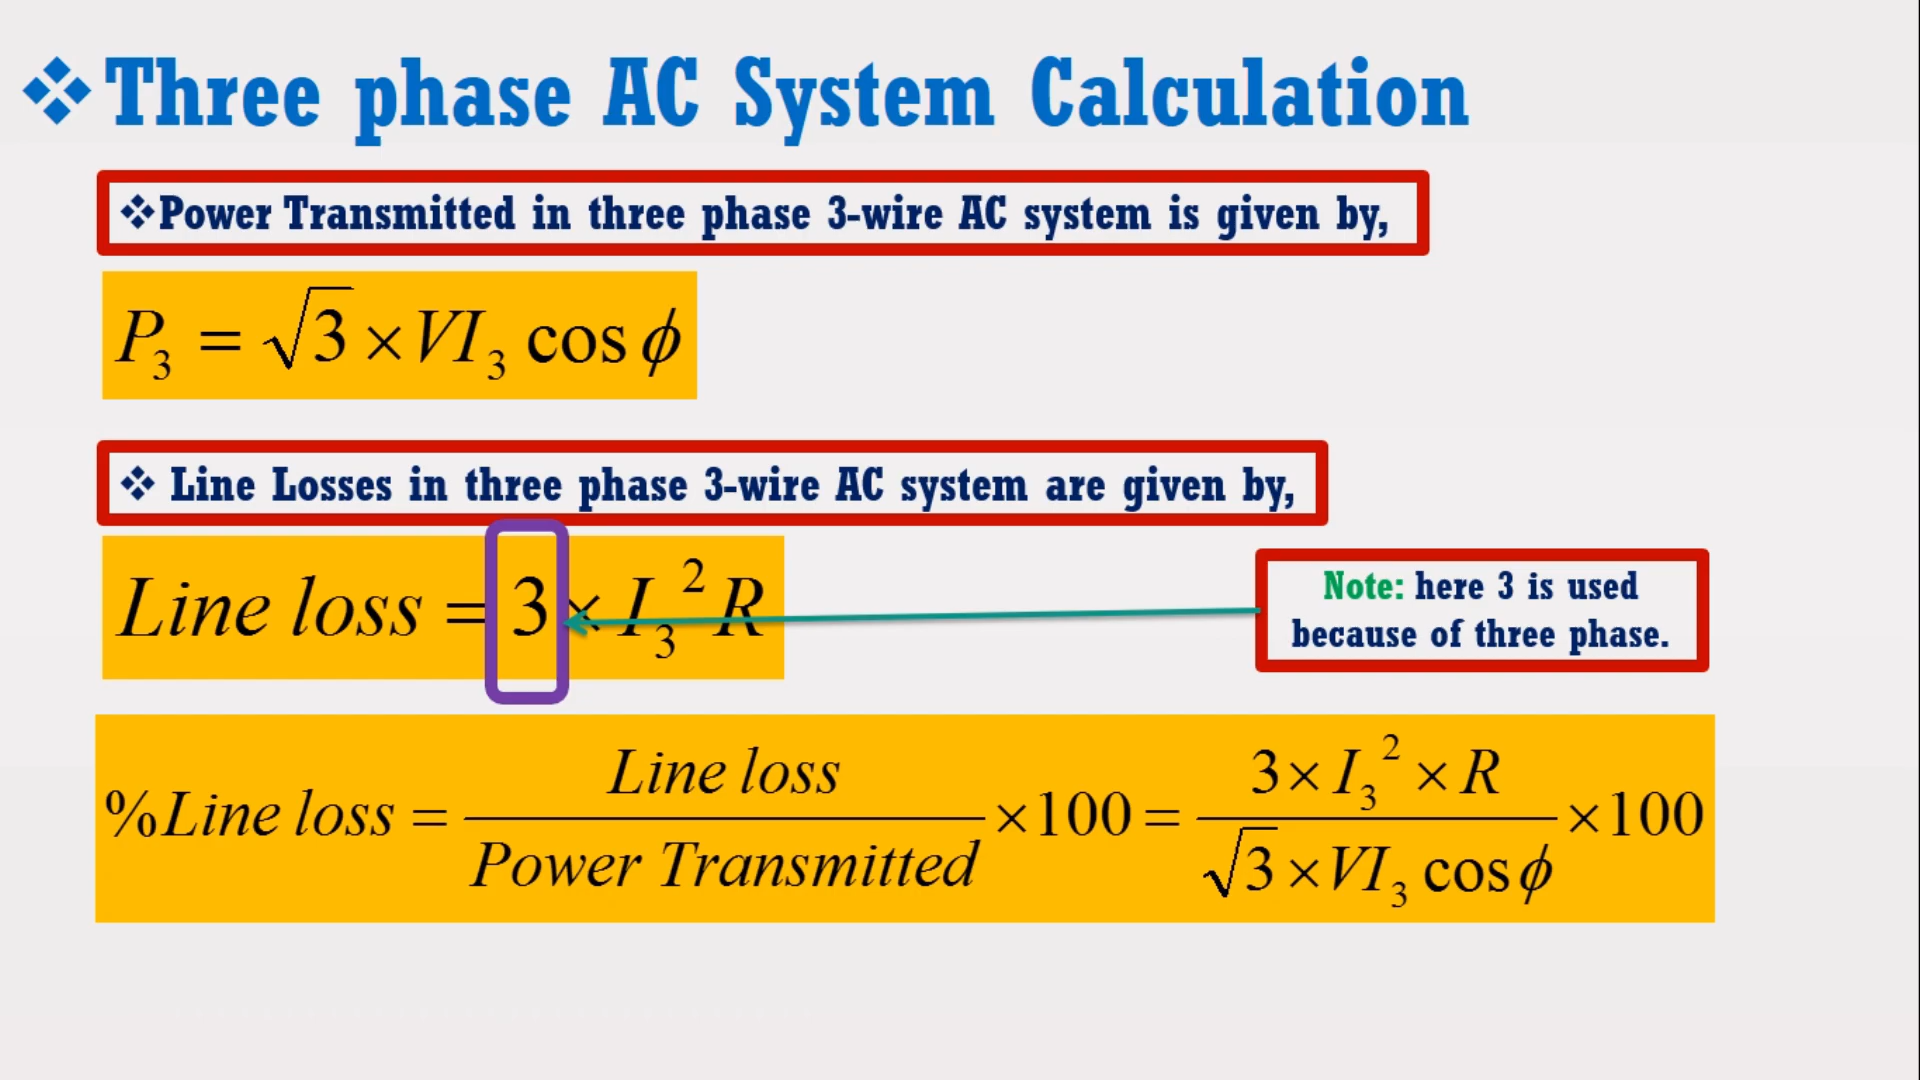 ❖Three phase AC System Calculation
❖Power Transmitted in three phase 3-wire AC system is given by,
P₃ = √3 × VI₃ cos ϕ
❖ Line Losses in three phase 3-wire AC system are given by,
Line loss = 3 × I₃² R
Note: here 3 is used
because of three phase.
%Line loss = Line loss / Power Transmitted ×100 = 3 × I₃² × R / √3 × VI₃ cos ϕ ×100